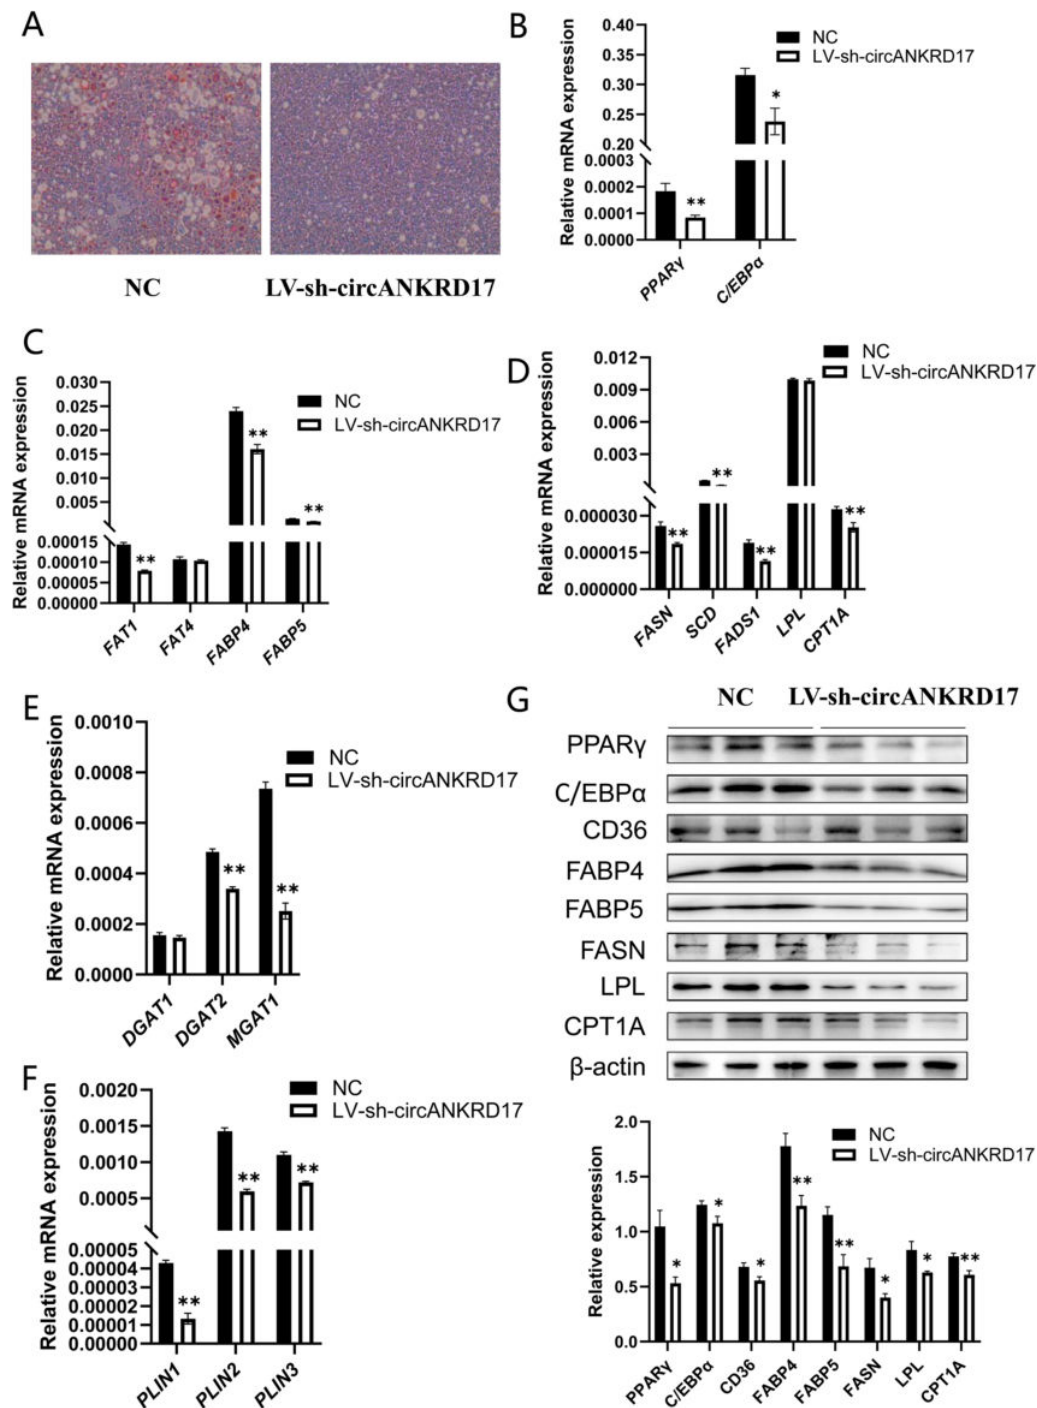 A
NC
LV-sh-circANKRD17
B
Relative mRNA expression
0.40
0.35
0.30
0.25
0.20
0.0003
0.0002
0.0001
0.0000
NC
LV-sh-circANKRD17
**
*
PPARγ
C/EBPα
C
Relative mRNA expression
0.030
0.025
0.020
0.015
0.010
0.005
0.00015
0.00010
0.00005
0.00000
NC
LV-sh-circANKRD17
**
**
**
FAT1
FAT4
FABP4
FABP5
D
Relative mRNA expression
0.012
0.009
0.006
0.003
0.000030
0.000015
0.000000
NC
LV-sh-circANKRD17
**
**
**
**
FASN
SCD
FADS1
LPL
CPT1A
E
Relative mRNA expression
0.0010
0.0008
0.0006
0.0004
0.0002
0.0000
NC
LV-sh-circANKRD17
**
**
DGAT1
DGAT2
MGAT1
F
Relative mRNA expression
0.0020
0.0015
0.0010
0.0005
0.00005
0.00004
0.00003
0.00002
0.00001
0.00000
NC
LV-sh-circANKRD17
**
**
**
PLIN1
PLIN2
PLIN3
G
NC LV-sh-circANKRD17
PPARγ
C/EBPα
CD36
FABP4
FABP5
FASN
LPL
CPT1A
β-actin
Relative expression
2.0
1.5
1.0
0.5
0.0
NC
LV-sh-circANKRD17
*
*
*
**
**
*
*
**
PPARγ
C/EBPα
CD36
FABP4
FABP5
FASN
LPL
CPT1A